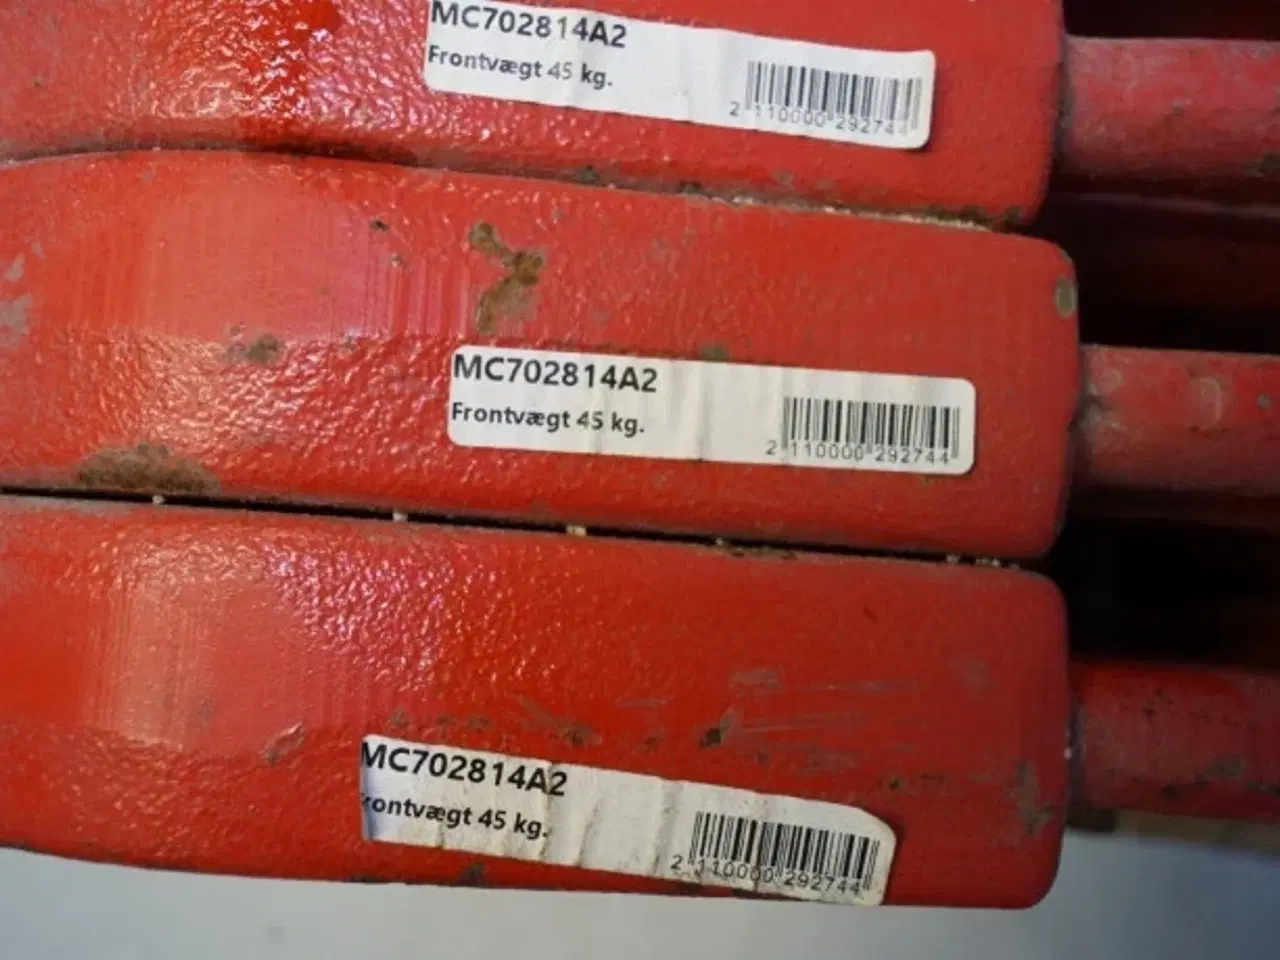 MC702814A2
Frontvægt 45 kg.
2 110000 292744
MC702814A2
Frontvægt 45 kg.
2 110000 292744
MC702814A2
rontvægt 45 kg.
2 110000 292744